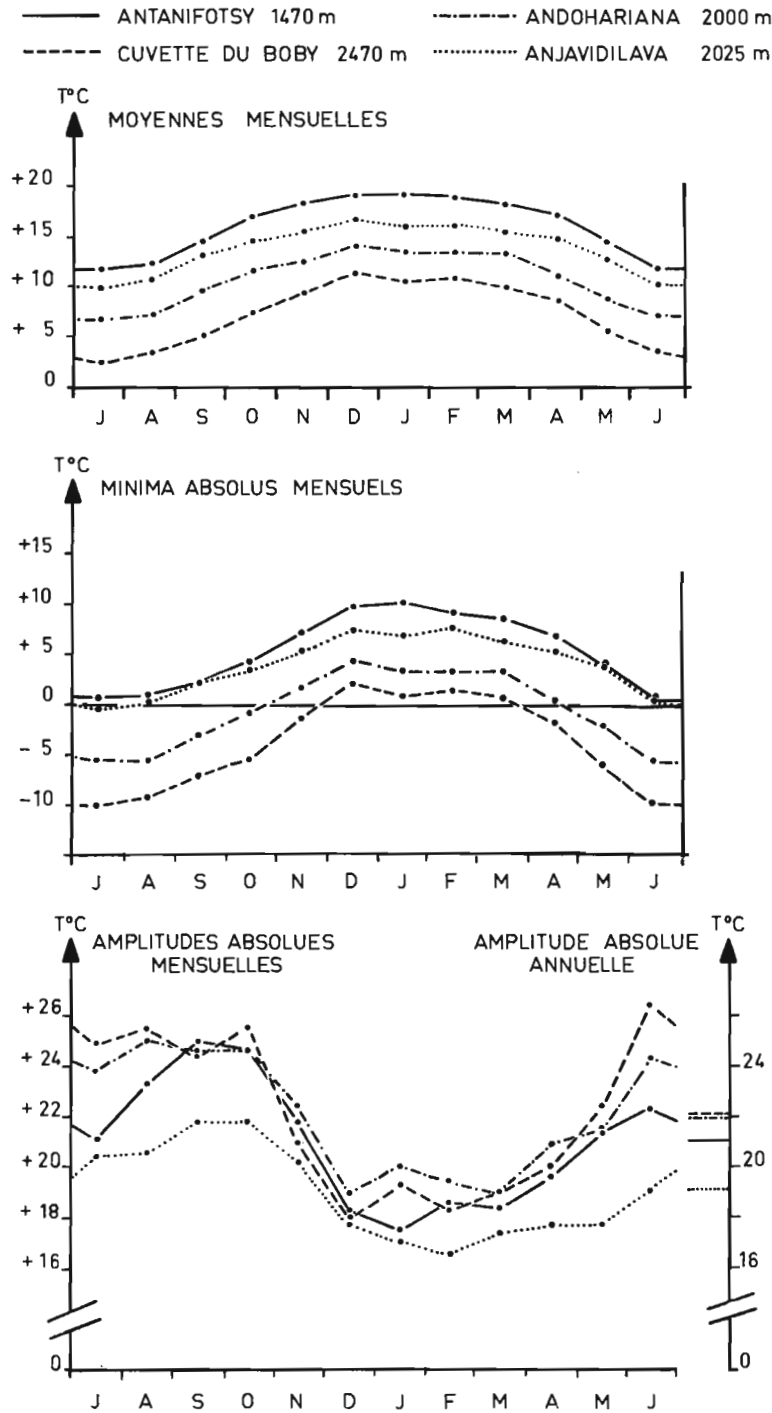 ANTANIFOTSY 1470 m
ANDOHARIANA 2000 m
CUVETTE DU BOBY 2470 m
ANJAVIDILAVA 2025 m
T°C
MOYENNES MENSUELLES
+20
+15
+10
+ 5
0
J A S O N D J F M A M J
T°C
MINIMA ABSOLUS MENSUELS
+15
+10
+ 5
0
- 5
-10
J A S O N D J F M A M J
T°C
T°C
AMPLITUDES ABSOLUES
MENSUELLES
AMPLITUDE ABSOLUE
ANNUELLE
+ 26
+ 24
+ 22
+ 20
+ 18
+ 16
0
24
20
16
0
J A S O N D J F M A M J